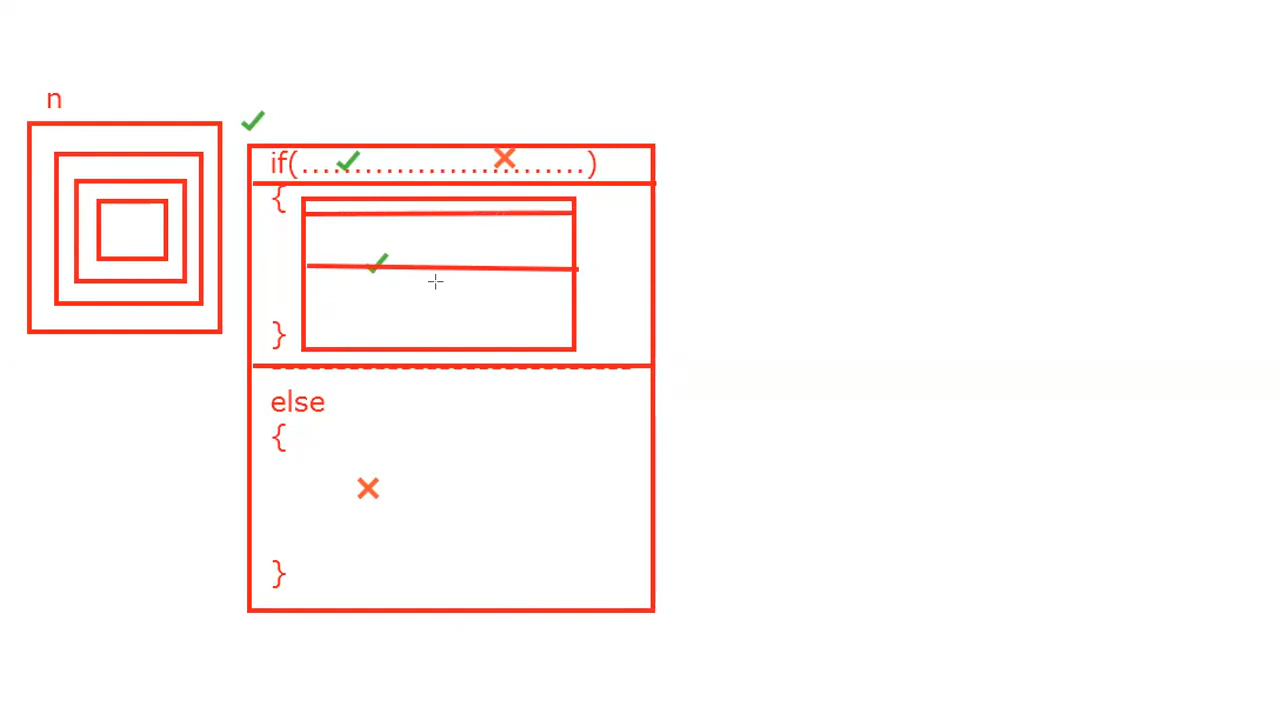 n
if(........................)
{
}
else
{
}